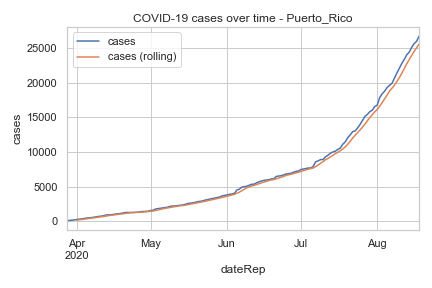 COVID-19 cases over time - Puerto_Rico
cases
cases (rolling)
25000
20000
15000
10000
5000
0
cases
Apr
2020
May
Jun
Jul
Aug
dateRep